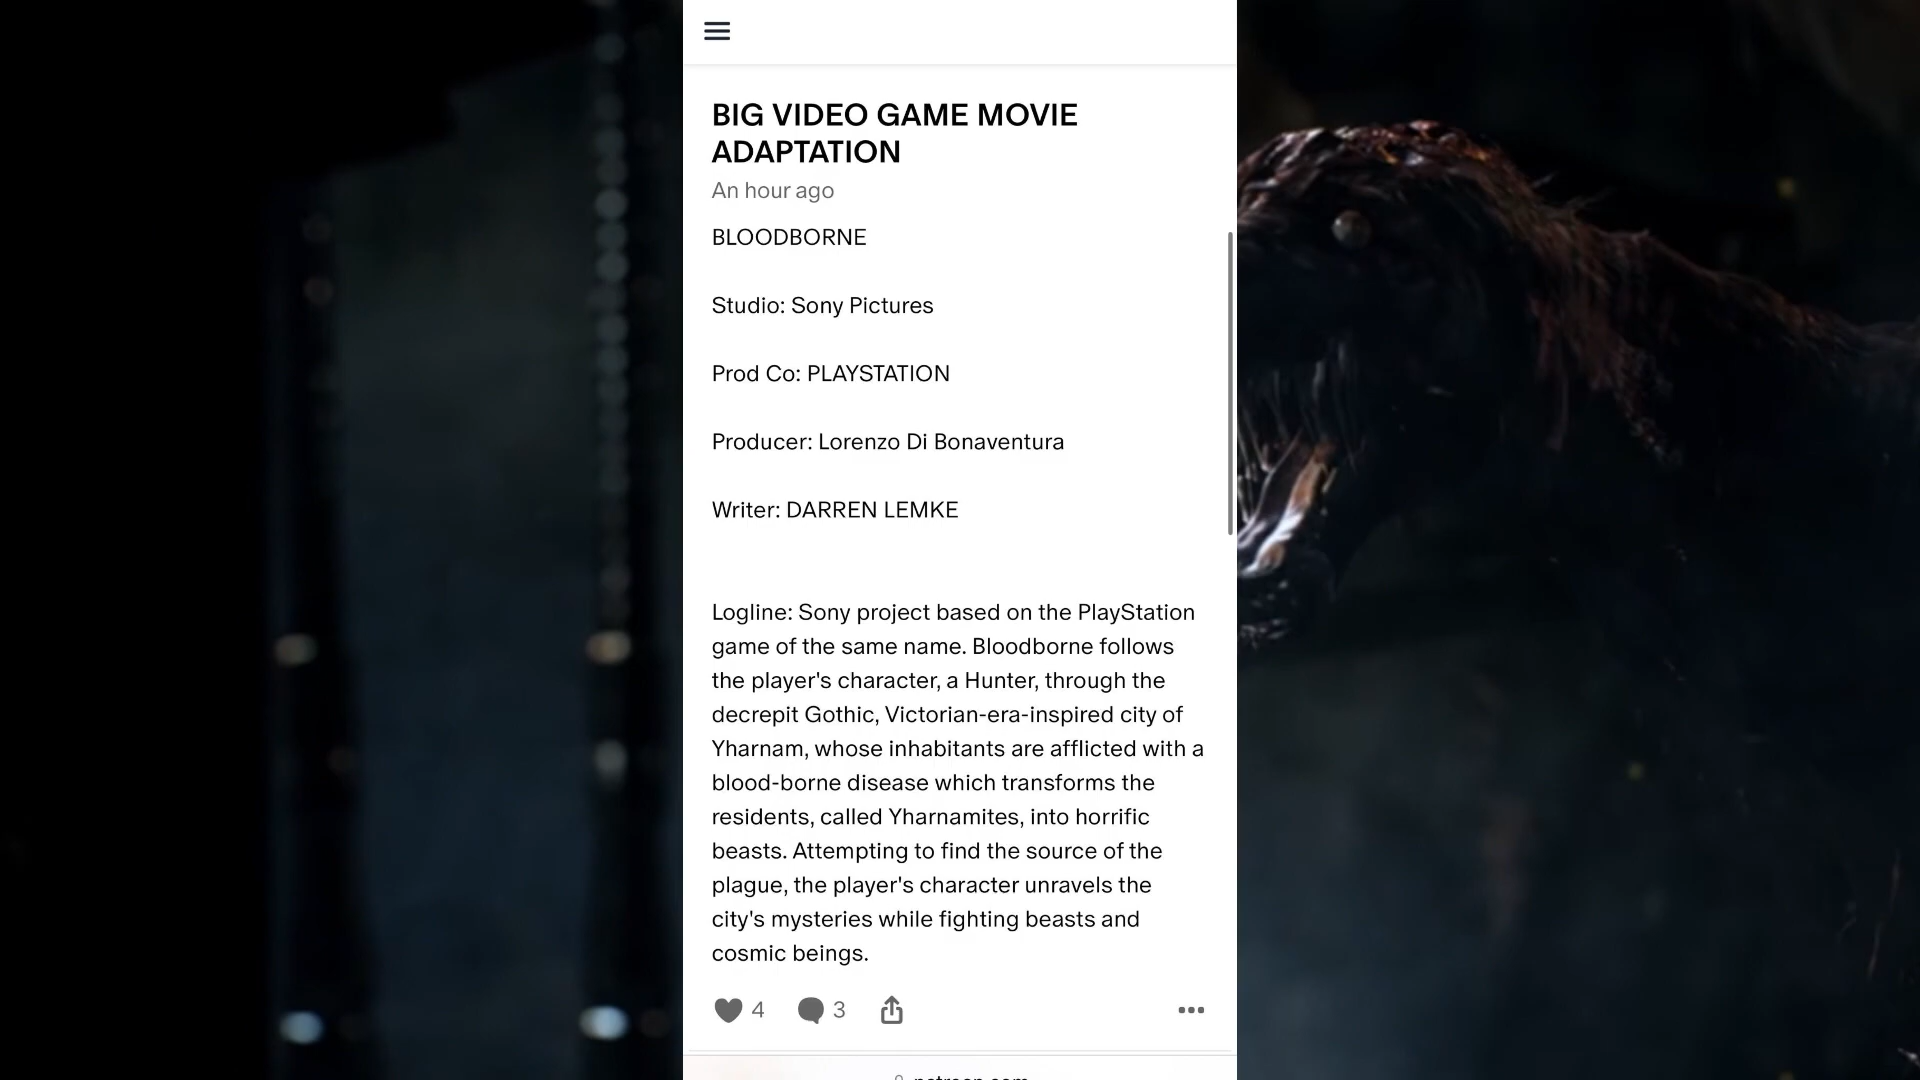 BIG VIDEO GAME MOVIE
ADAPTATION
An hour ago
BLOODBORNE
Studio: Sony Pictures
Prod Co: PLAYSTATION
Producer: Lorenzo Di Bonaventura
Writer: DARREN LEMKE
Logline: Sony project based on the PlayStation
game of the same name. Bloodborne follows
the player's character, a Hunter, through the
decrepit Gothic, Victorian-era-inspired city of
Yharnam, whose inhabitants are afflicted with a
blood-borne disease which transforms the
residents, called Yharnamites, into horrific
beasts. Attempting to find the source of the
plague, the player's character unravels the
city's mysteries while fighting beasts and
cosmic beings.
4 3